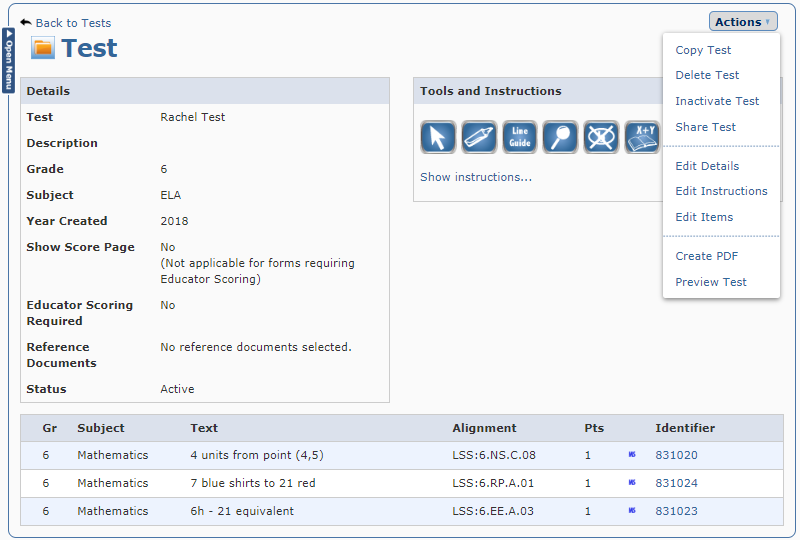 Back to Tests
Actions
Open Menu
Test
Copy Test
Delete Test
Inactivate Test
Share Test
Edit Details
Edit Instructions
Edit Items
Create PDF
Preview Test
Details
Test Rachel Test
Description
Grade 6
Subject ELA
Year Created 2018
Show Score Page No
(Not applicable for forms requiring
Educator Scoring)
Educator Scoring No
Required
Reference No reference documents selected.
Documents
Status Active
Tools and Instructions
Line
Guide
X+Y
Show instructions...
Gr Subject Text Alignment Pts Identifier
6 Mathematics 4 units from point (4,5) LSS:6.NS.C.08 1 831020
6 Mathematics 7 blue shirts to 21 red LSS:6.RP.A.01 1 831024
6 Mathematics 6h - 21 equivalent LSS:6.EE.A.03 1 831023